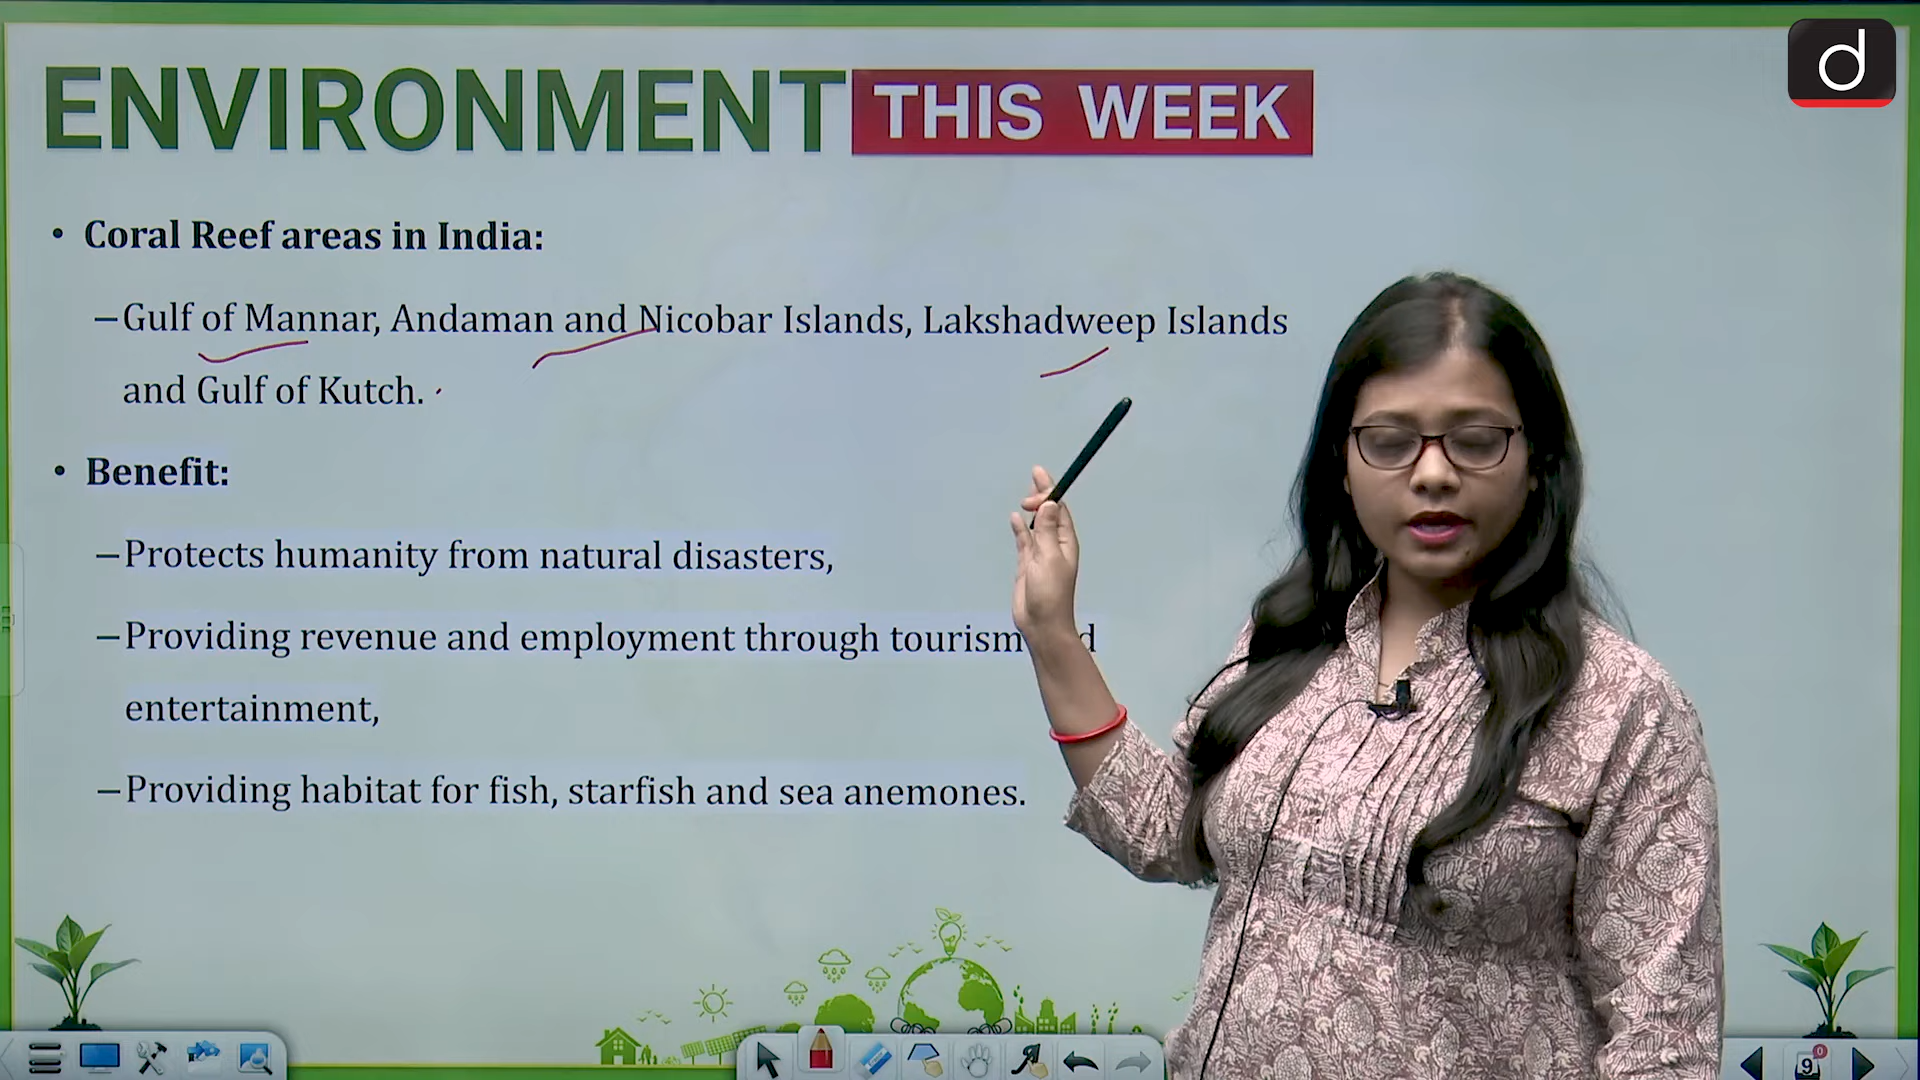 d
ENVIRONMENT THIS WEEK
• Coral Reef areas in India:
– Gulf of Mannar, Andaman and Nicobar Islands, Lakshadweep Islands
and Gulf of Kutch.
• Benefit:
– Protects humanity from natural disasters,
– Providing revenue and employment through tourism
entertainment,
– Providing habitat for fish, starfish and sea anemones.
9
0